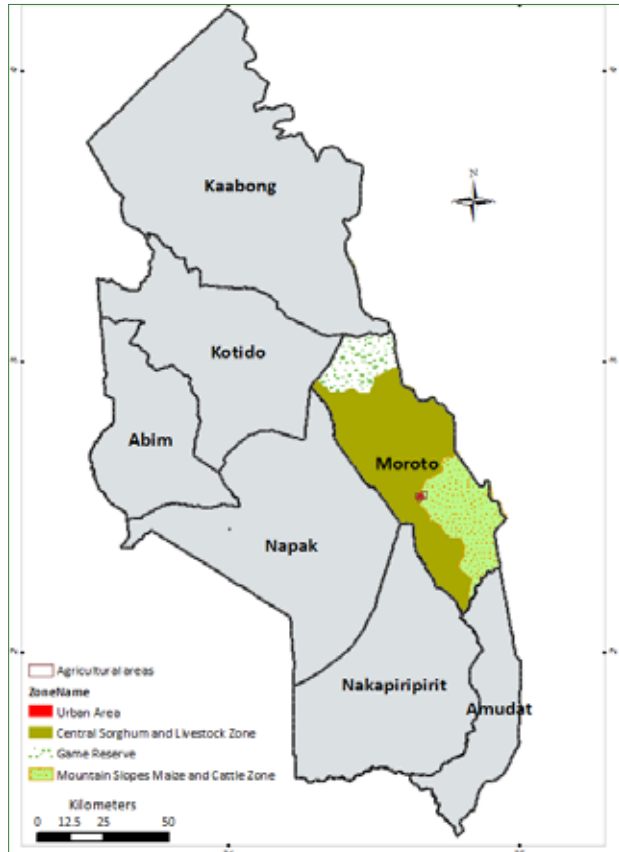 Kaabong
Kotido
Abim
Moroto
Napak
Nakapiripirit
Amudat
Agricultural areas
ZoneName
Urban Area
Central Sorghum and Livestock Zone
Game Reserve
Mountain Slopes Maize and Cattle Zone
Kilometers
0 12.5 25 50